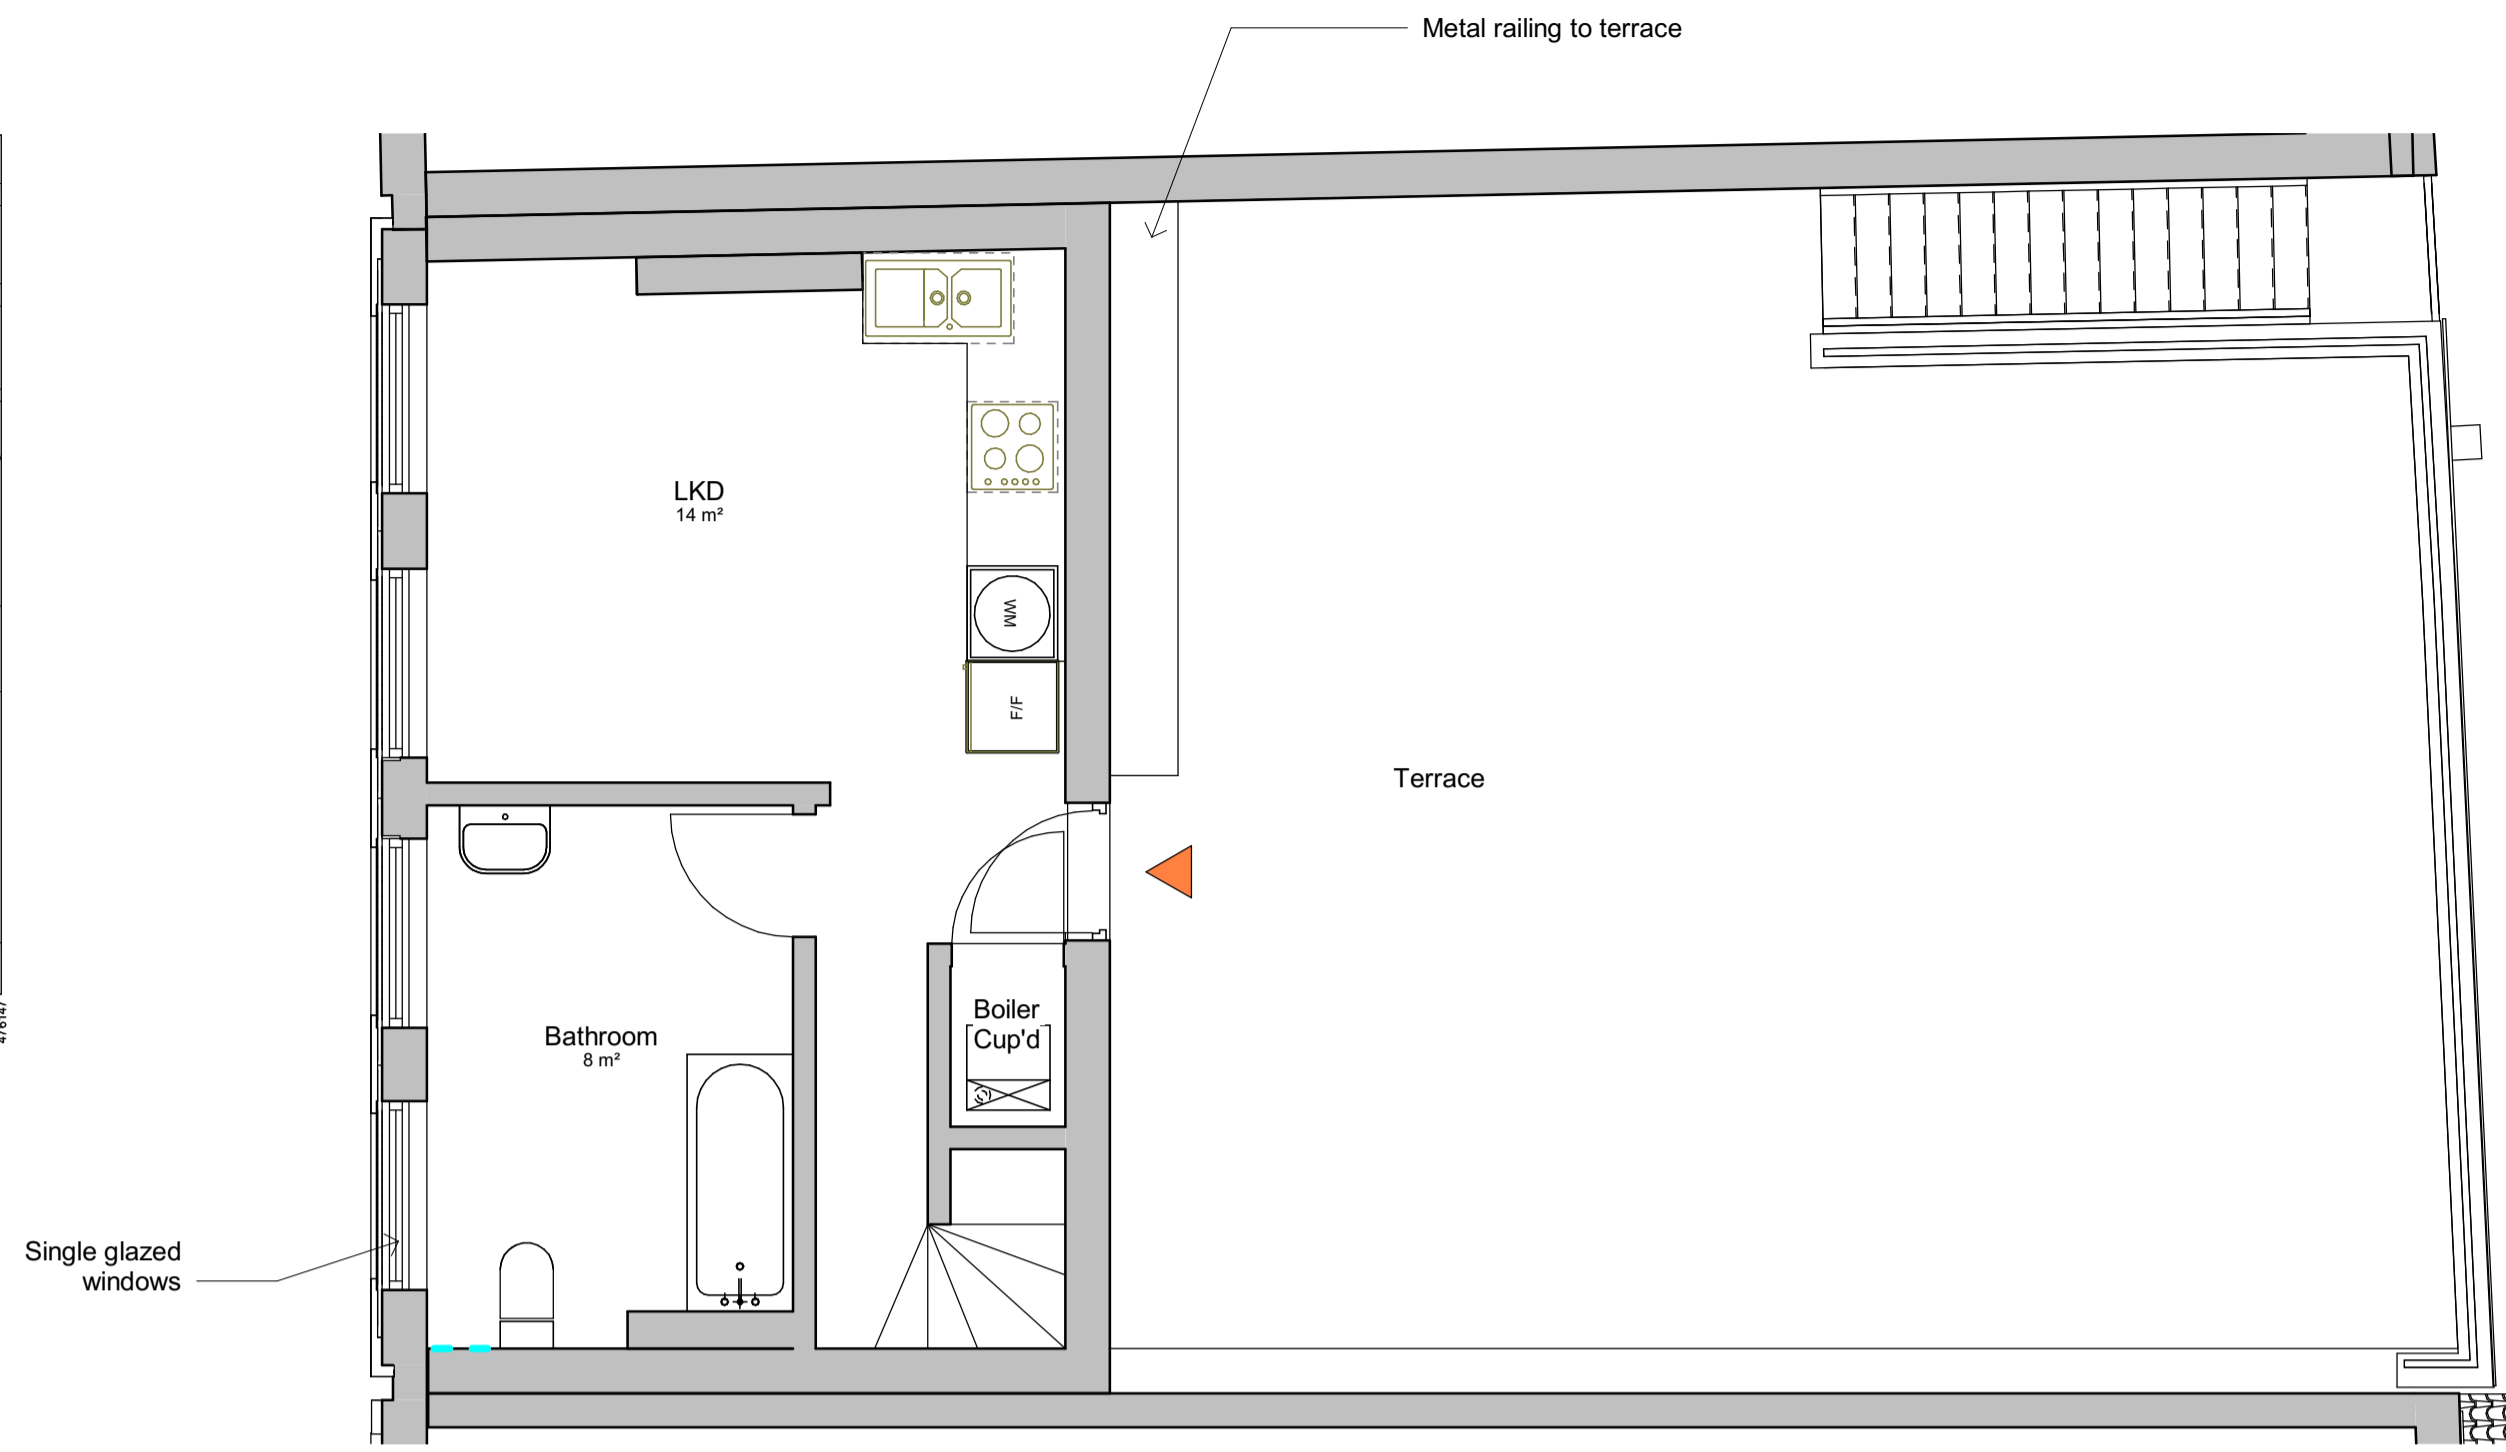 Metal railing to terrace
LKD
14 m²
WM
F/F
Terrace
Boiler
Cup'd
Bathroom
8 m²
Single glazed
windows